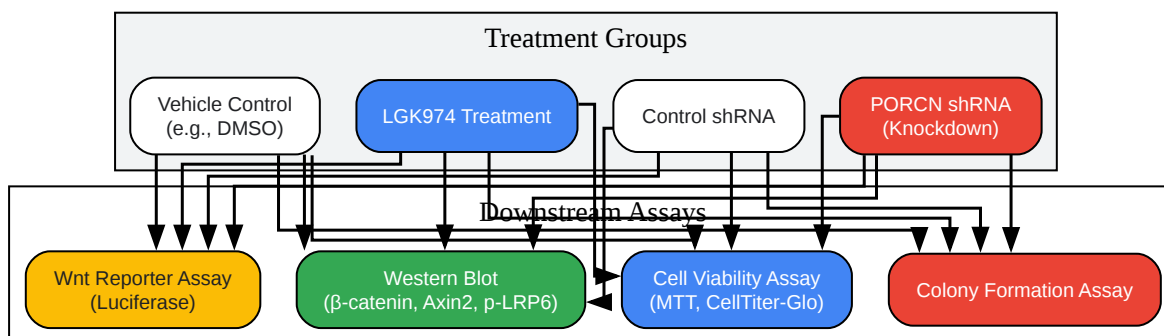 Treatment Groups
Vehicle Control
(e.g., DMSO)
LGK974 Treatment
Control shRNA
PORCN shRNA
(Knockdown)
Downstream Assays
Wnt Reporter Assay
(Luciferase)
Western Blot
(β-catenin, Axin2, p-LRP6)
Cell Viability Assay
(MTT, CellTiter-Glo)
Colony Formation Assay